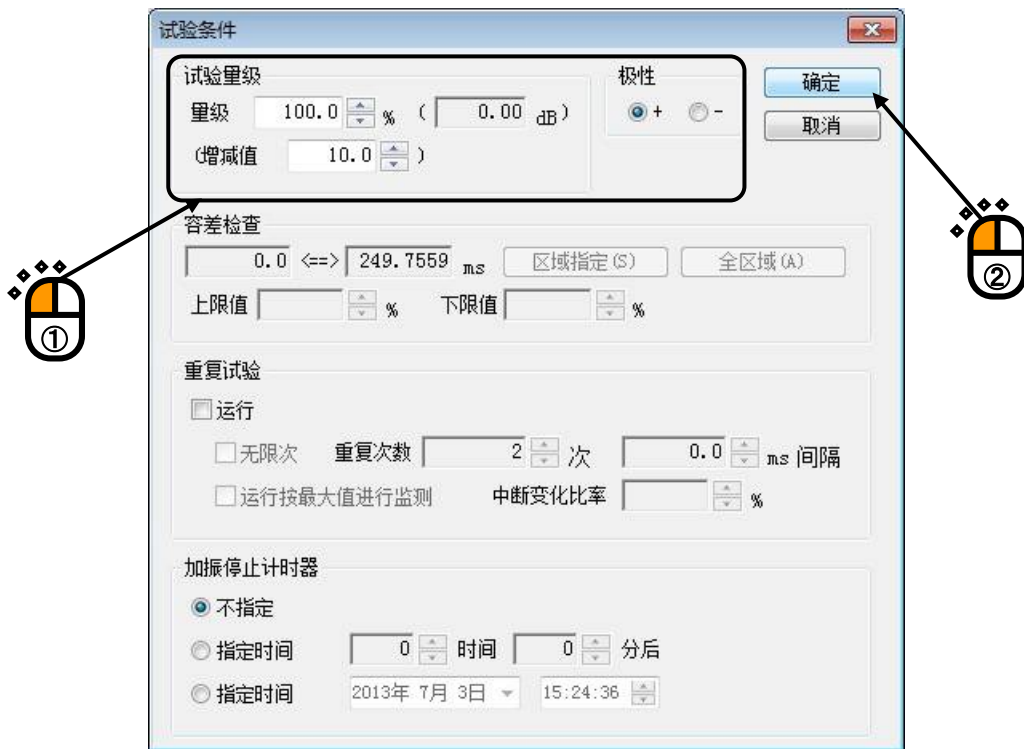 试验条件
试验量级
量级 100.0 % ( 0.00 dB )
(增减值 10.0 )
极性
+ -
确定
取消
容差检查
0.0 <==> 249.7559 ms 区域指定(S) 全区域(A)
上限值 % 下限值 %
重复试验
运行
无限次 重复次数 2 次 0.0 ms 间隔
运行按最大值进行监测 中断变化比率 %
加振停止计时器
不指定
指定时间 0 时间 0 分后
指定时间 2013年 7月 3日 15:24:36
①
②